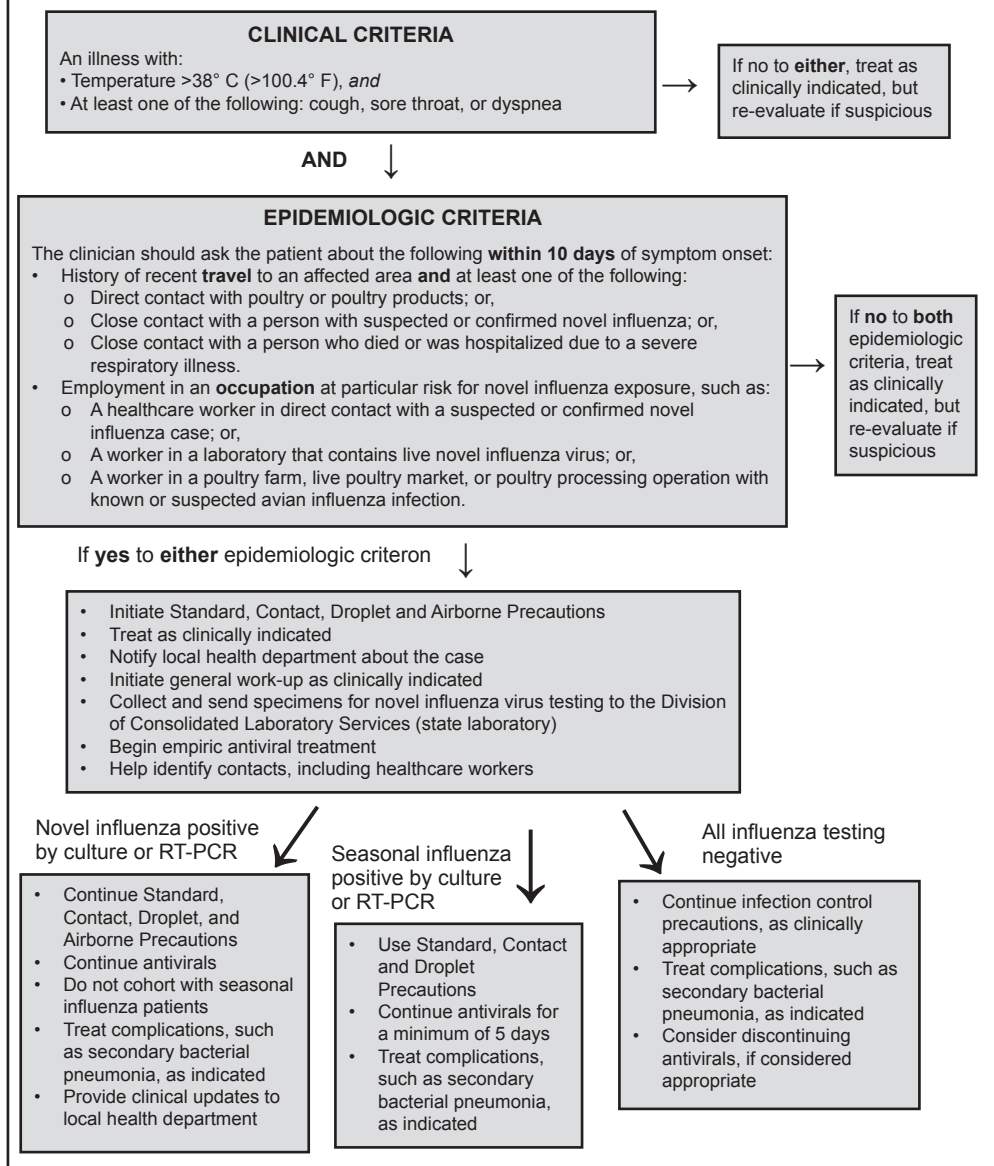 CLINICAL CRITERIA
An illness with:
• Temperature >38° C (>100.4° F), and
• At least one of the following: cough, sore throat, or dyspnea
If no to either, treat as
clinically indicated, but
re-evaluate if suspicious
AND
EPIDEMIOLOGIC CRITERIA
The clinician should ask the patient about the following within 10 days of symptom onset:
• History of recent travel to an affected area and at least one of the following:
o Direct contact with poultry or poultry products; or,
o Close contact with a person with suspected or confirmed novel influenza; or,
o Close contact with a person who died or was hospitalized due to a severe
respiratory illness.
• Employment in an occupation at particular risk for novel influenza exposure, such as:
o A healthcare worker in direct contact with a suspected or confirmed novel
influenza case; or,
o A worker in a laboratory that contains live novel influenza virus; or,
o A worker in a poultry farm, live poultry market, or poultry processing operation with
known or suspected avian influenza infection.
If no to both
epidemiologic
criteria, treat
as clinically
indicated, but
re-evaluate if
suspicious
If yes to either epidemiologic criteron
• Initiate Standard, Contact, Droplet and Airborne Precautions
• Treat as clinically indicated
• Notify local health department about the case
• Initiate general work-up as clinically indicated
• Collect and send specimens for novel influenza virus testing to the Division
of Consolidated Laboratory Services (state laboratory)
• Begin empiric antiviral treatment
• Help identify contacts, including healthcare workers
Novel influenza positive
by culture or RT-PCR
• Continue Standard,
Contact, Droplet, and
Airborne Precautions
• Continue antivirals
• Do not cohort with seasonal
influenza patients
• Treat complications, such
as secondary bacterial
pneumonia, as indicated
• Provide clinical updates to
local health department
Seasonal influenza
positive by culture
or RT-PCR
• Use Standard, Contact
and Droplet
Precautions
• Continue antivirals for
a minimum of 5 days
• Treat complications,
such as secondary
bacterial pneumonia,
as indicated
All influenza testing
negative
• Continue infection control
precautions, as clinically
appropriate
• Treat complications, such as
secondary bacterial
pneumonia, as indicated
• Consider discontinuing
antivirals, if considered
appropriate